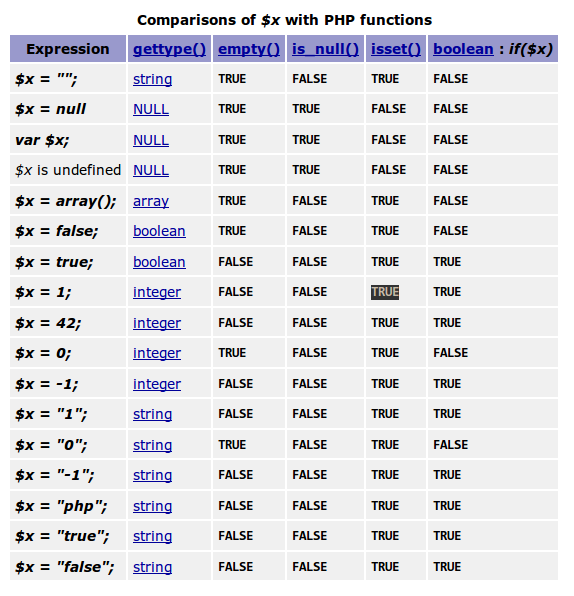 Comparisons of $x with PHP functions
Expression gettype() empty() is_null() isset() boolean : if($x)
$x = ""; string TRUE FALSE TRUE FALSE
$x = null NULL TRUE TRUE FALSE FALSE
var $x; NULL TRUE TRUE FALSE FALSE
$x is undefined NULL TRUE TRUE FALSE FALSE
$x = array(); array TRUE FALSE TRUE FALSE
$x = false; boolean TRUE FALSE TRUE FALSE
$x = true; boolean FALSE FALSE TRUE TRUE
$x = 1; integer FALSE FALSE TRUE TRUE
$x = 42; integer FALSE FALSE TRUE TRUE
$x = 0; integer TRUE FALSE TRUE FALSE
$x = -1; integer FALSE FALSE TRUE TRUE
$x = "1"; string FALSE FALSE TRUE TRUE
$x = "0"; string TRUE FALSE TRUE FALSE
$x = "-1"; string FALSE FALSE TRUE TRUE
$x = "php"; string FALSE FALSE TRUE TRUE
$x = "true"; string FALSE FALSE TRUE TRUE
$x = "false"; string FALSE FALSE TRUE TRUE